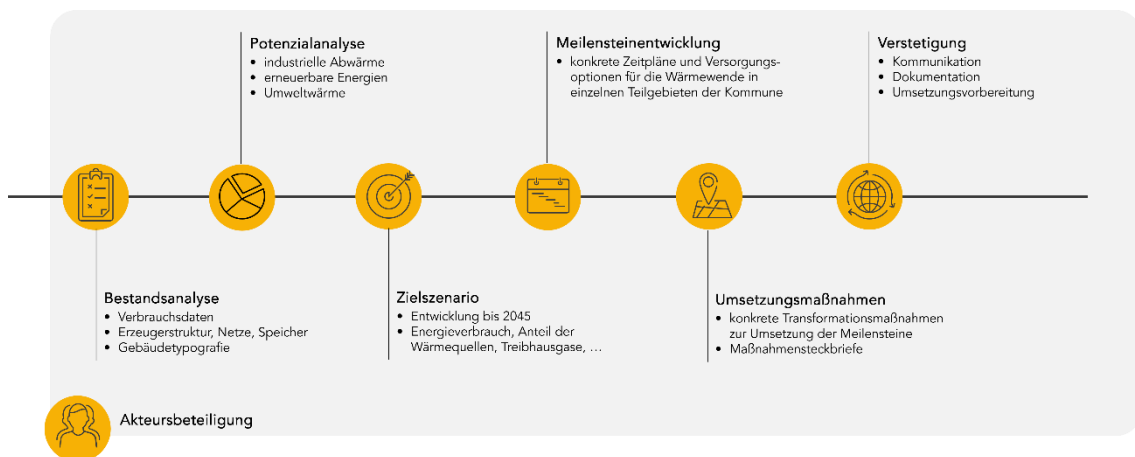 Potenzialanalyse
• industrielle Abwärme
• erneuerbare Energien
• Umweltwärme
Meilensteinentwicklung
• konkrete Zeitpläne und Versorgungs-
optionen für die Wärmewende in
einzelnen Teilgebieten der Kommune
Verstetigung
• Kommunikation
• Dokumentation
• Umsetzungsvorbereitung
Bestandsanalyse
• Verbrauchsdaten
• Erzeugerstruktur, Netze, Speicher
• Gebäudetypografie
Zielszenario
• Entwicklung bis 2045
• Energieverbrauch, Anteil der
Wärmequellen, Treibhausgase, ...
Umsetzungsmaßnahmen
• konkrete Transformationsmaßnahmen
zur Umsetzung der Meilensteine
• Maßnahmensteckbriefe
Akteursbeteiligung